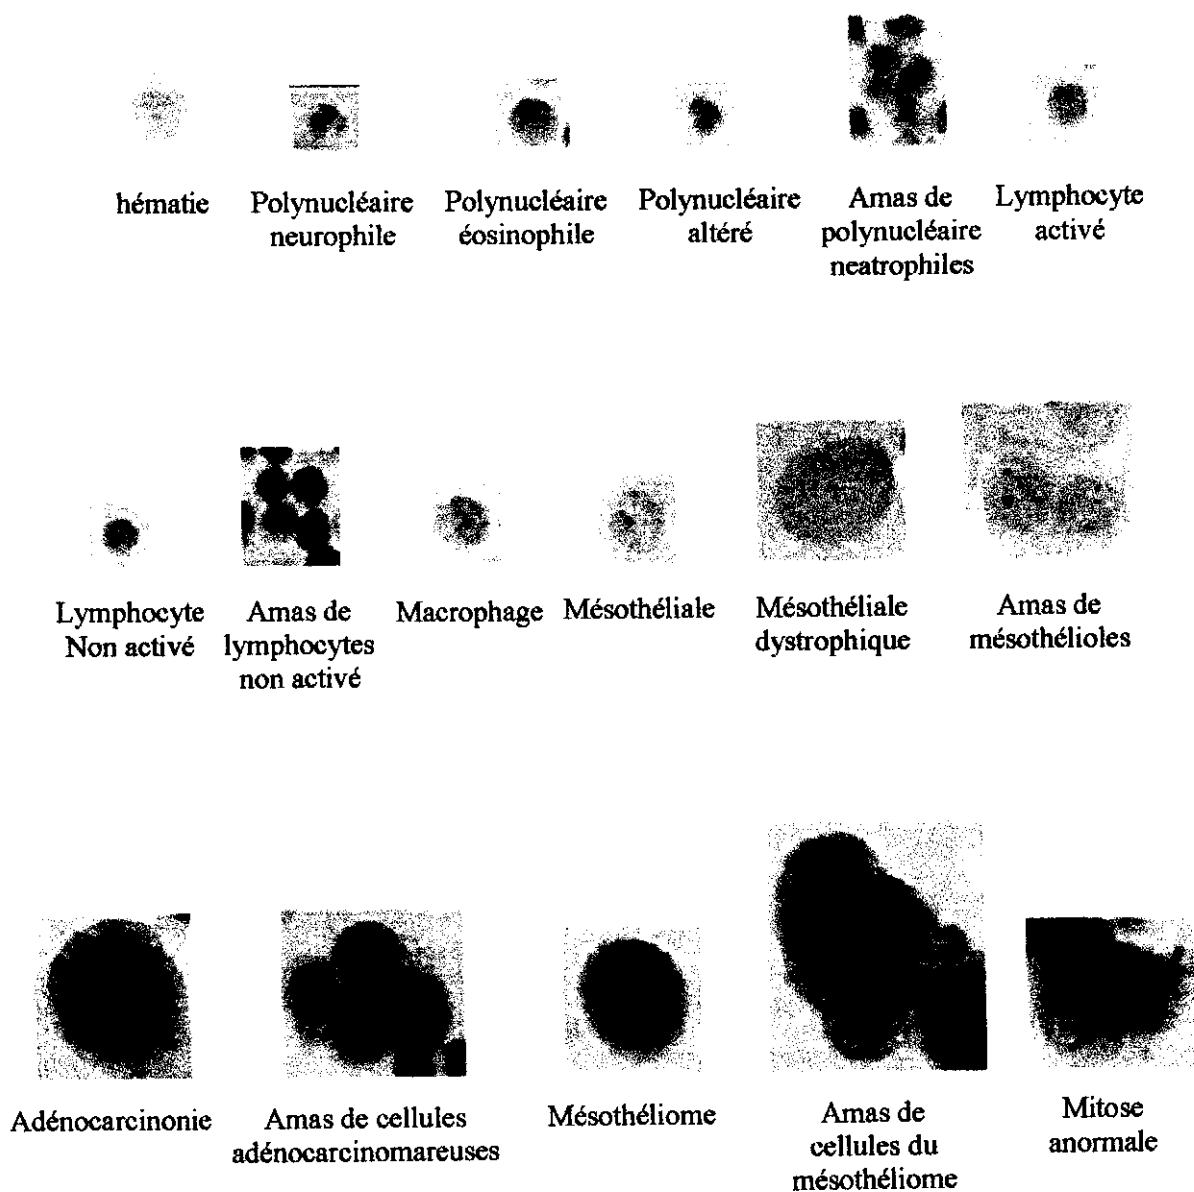 hématie
Polynucléaire
neurophile
Polynucléaire
éosinophile
Polynucléaire
altéré
Amas de
polynucléaire
neatrophiles
Lymphocyte
activé
Lymphocyte
Non activé
Amas de
lymphocytes
non activé
Macrophage
Mésothéliale
Mésothéliale
dystrophique
Amas de
mésothélioles
Adénocarcinonie
Amas de cellules
adénocarcinomareuses
Mésothéliome
Amas de
cellules du
mésothéliome
Mitose
anormale